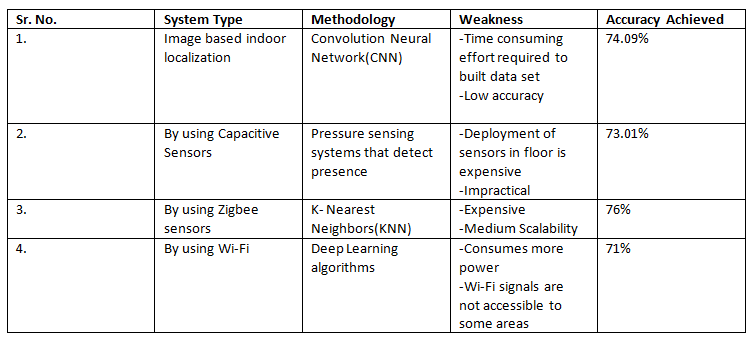 Sr. No. System Type Methodology Weakness Accuracy Achieved
1. Image based indoor Convolution Neural -Time consuming 74.09%
localization Network(CNN) effort required to
built data set
-Low accuracy
2. By using Capacitive Pressure sensing -Deployment of 73.01%
Sensors systems that detect sensors in floor is
presence expensive
-Impractical
3. By using Zigbee K- Nearest -Expensive 76%
sensors Neighbors(KNN) -Medium Scalability
4. By using Wi-Fi Deep Learning -Consumes more 71%
algorithms power
-Wi-Fi signals are
not accessible to
some areas